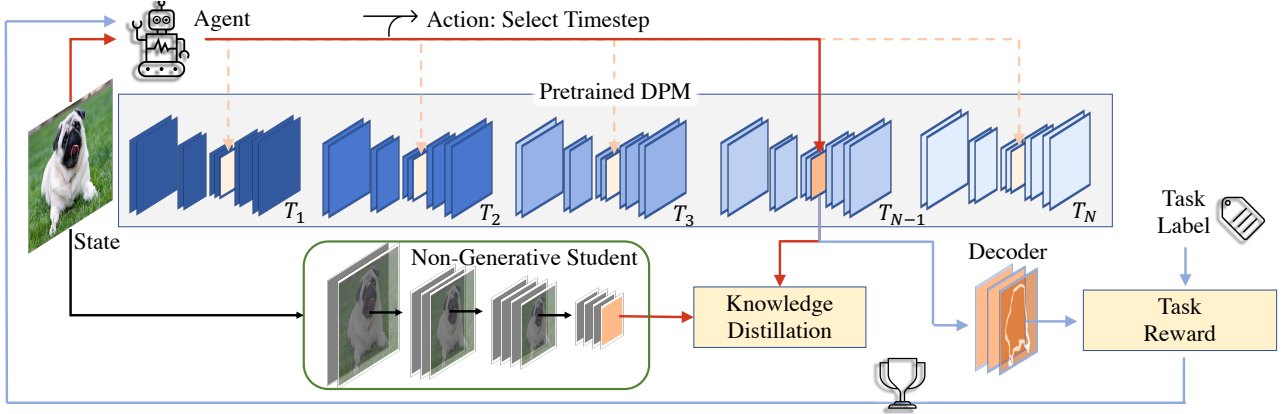 Agent
Action: Select Timestep
Pretrained DPM
T₁
T₂
T₃
Tₙ₋₁
T_N
State
Task
Label
Non-Generative Student
Decoder
Knowledge
Distillation
Task
Reward